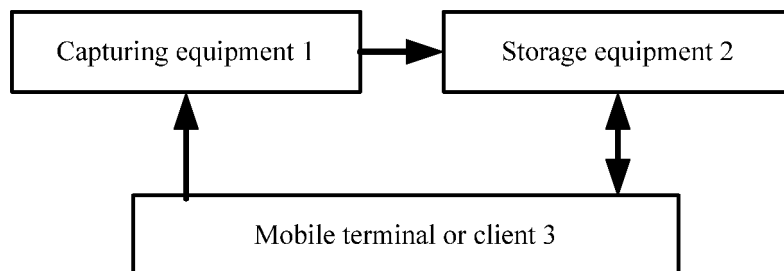 Capturing equipment 1
Storage equipment 2
Mobile terminal or client 3